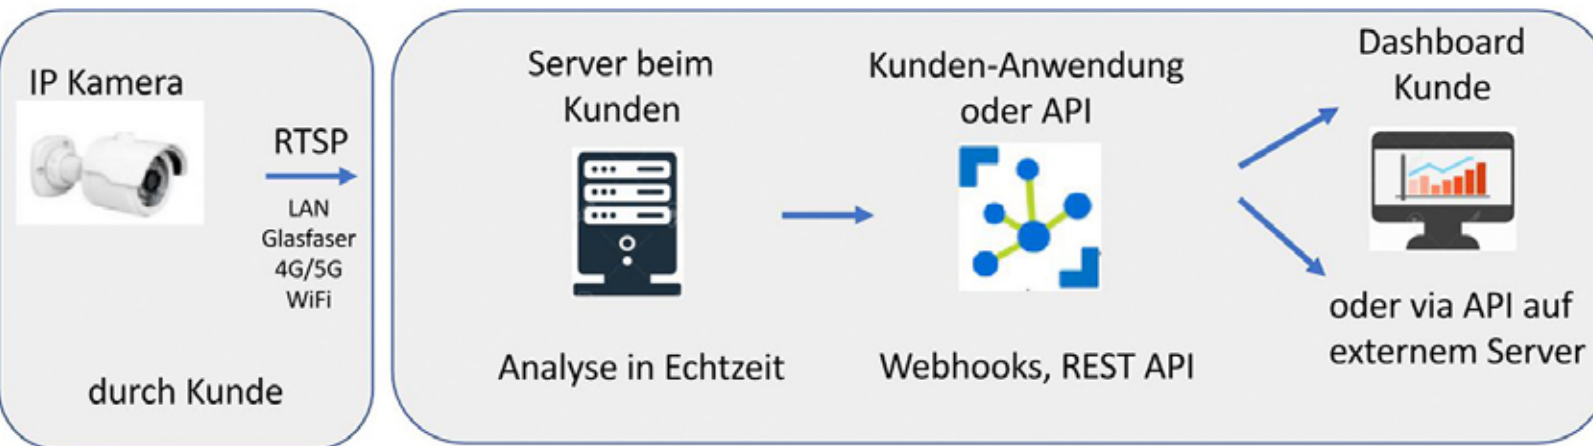 IP Kamera
RTSP
LAN
Glasfaser
4G/5G
WiFi
durch Kunde
Server beim
Kunden
Analyse in Echtzeit
Kunden-Anwendung
oder API
Webhooks, REST API
Dashboard
Kunde
oder via API auf
externem Server